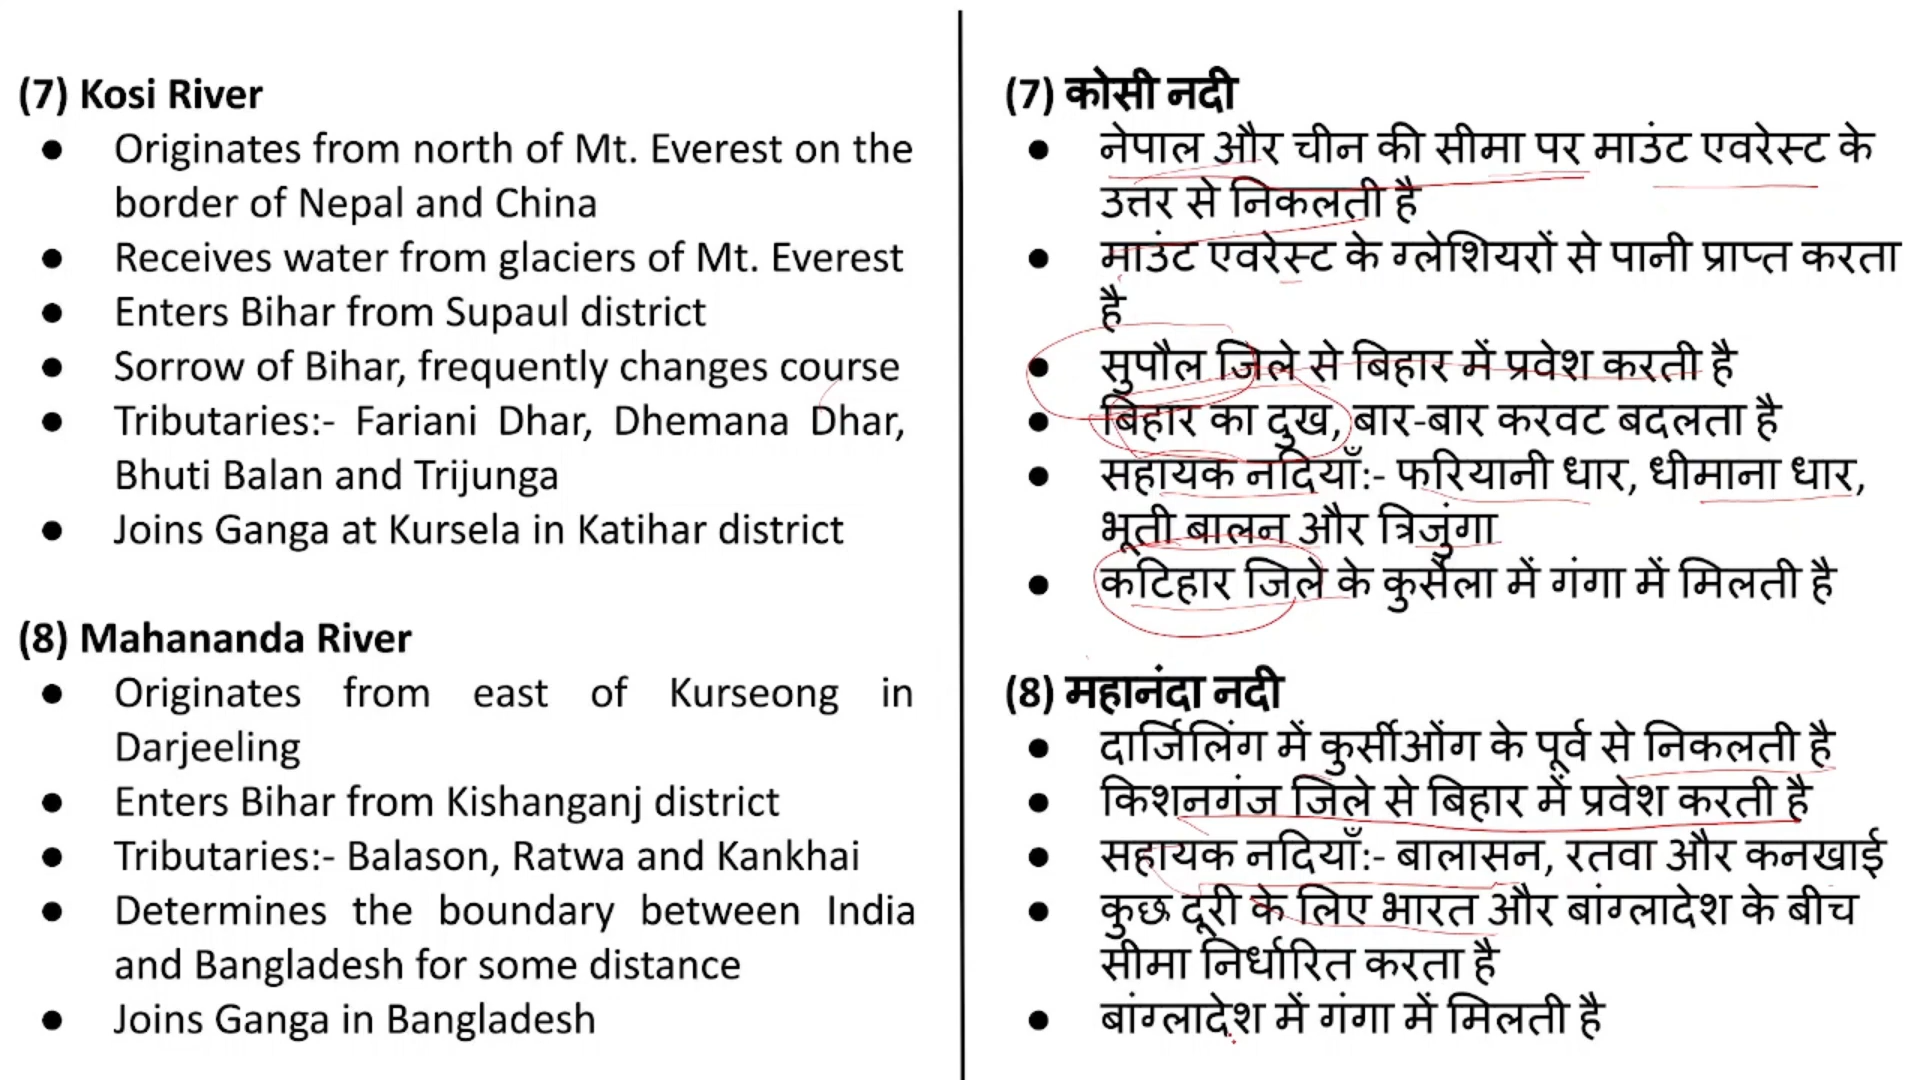 (7) Kosi River
● Originates from north of Mt. Everest on the
border of Nepal and China
● Receives water from glaciers of Mt. Everest
● Enters Bihar from Supaul district
● Sorrow of Bihar, frequently changes course
● Tributaries:- Fariani Dhar, Dhemana Dhar,
Bhuti Balan and Trijunga
● Joins Ganga at Kursela in Katihar district
(8) Mahananda River
● Originates from east of Kurseong in
Darjeeling
● Enters Bihar from Kishanganj district
● Tributaries:- Balason, Ratwa and Kankhai
● Determines the boundary between India
and Bangladesh for some distance
● Joins Ganga in Bangladesh
(7) कोसी नदी
● नेपाल और चीन की सीमा पर माउंट एवरेस्ट के
उत्तर से निकलती है
● माउंट एवरेस्ट के ग्लेशियरों से पानी प्राप्त करता
है
● सुपौल जिले से बिहार में प्रवेश करती है
● बिहार का दुख, बार-बार करवट बदलता है
● सहायक नदियाँ:- फरियानी धार, धीमाना धार,
भूती बालन और त्रिजुंगा
● कटिहार जिले के कुर्सेला में गंगा में मिलती है
(8) महानंदा नदी
● दार्जिलिंग में कुर्सीओंग के पूर्व से निकलती है
● किशनगंज जिले से बिहार में प्रवेश करती है
● सहायक नदियाँ:- बालासन, रतवा और कनखाई
● कुछ दूरी के लिए भारत और बांग्लादेश के बीच
सीमा निर्धारित करता है
● बांग्लादेश में गंगा में मिलती है